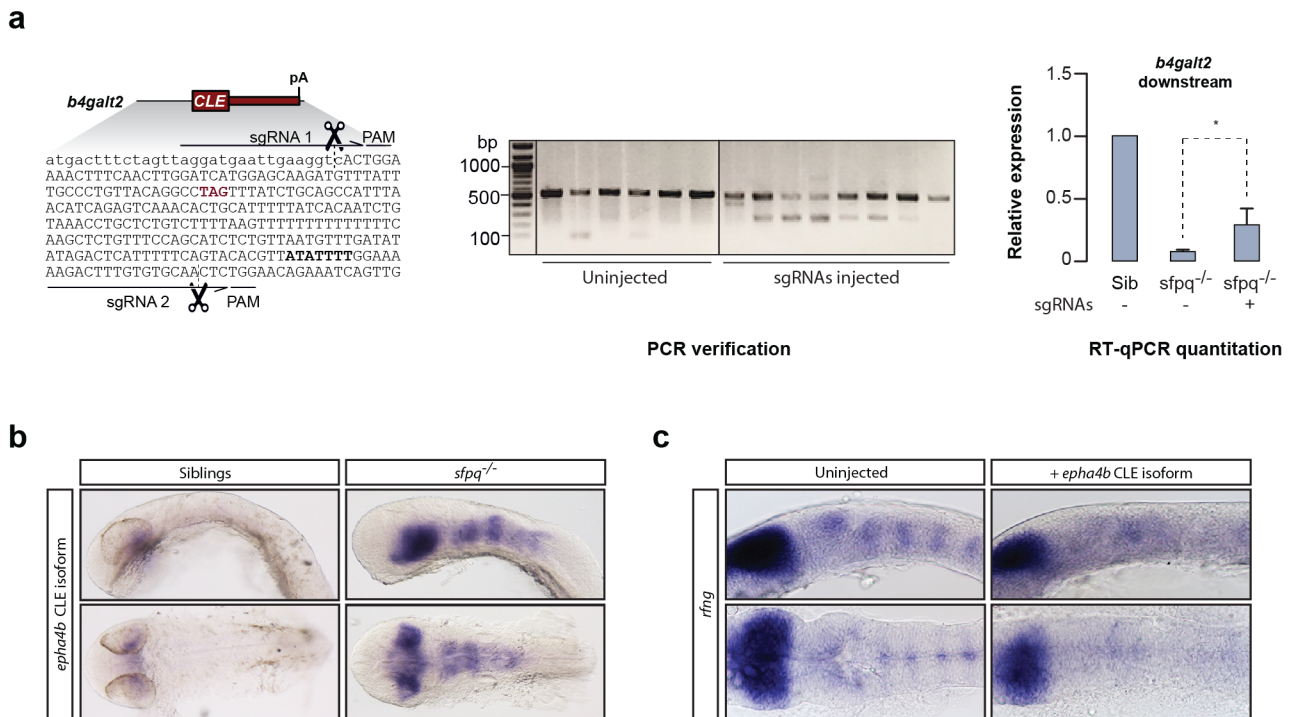 a
b4galt2
CLE
pA
sgRNA 1
PAM
atgactttctagttaggatgaattgaaggtcACTGGA
AAACTTTCAACTTGGATCATGGAGCAAGATGTTTATT
TGCCCTGTTACAGGCCTAGTTTATCTGCAGCCATTTA
ACATCAGAGTCAAACACTGCATTTTTATCACAATCTG
TAAACCTGCTCTGTCTTTTAAGTTTTTTTTTTTTTTC
AAGCTCTGTTTCCAGCATCTCTGTTAATGTTTGATAT
ATAGACTCATTTTTCAGTACACGTTATATTTTGGAAA
AAGACTTTGTGTGCAACTCTGGAACAGAAATCAGTTG
sgRNA 2
PAM
bp
1000
500
100
Uninjected
sgRNAs injected
PCR verification
b4galt2
downstream
Relative expression
1.5
1.0
0.5
0
*
Sib
sfpq-/-
sfpq-/-
sgRNAs
-
-
+
RT-qPCR quantitation
b
Siblings
sfpq-/-
epha4b CLE isoform
c
Uninjected
+ epha4b CLE isoform
rfng